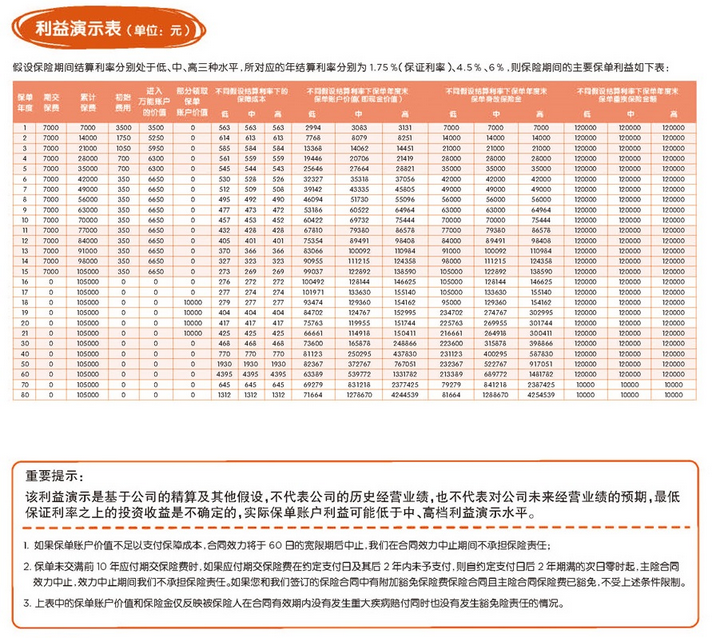 利益演示表（单位：元）
假设保险期间结算利率分别处于低、中、高三种水平，所对应的年结算利率分别为 1.75%（保证利率）、4.5%、6%，则保险期间的主要保单利益如下表：
保单年度 期交保费 累计保费 初始费用 进入万能账户的价值 部分领取保单账户价值 不同假设结算利率下的保障成本 不同假设结算利率下保单年度末保单账户价值（即现金价值） 不同假设结算利率下保单年度末保单身故保险金 不同假设结算利率下保单年度末保单重疾保险金额
低 中 高 低 中 高 低 中 高 低 中 高
1 7000 7000 3500 3500 0 563 563 563 2994 3083 3131 7000 7000 7000 120000 120000 120000
2 7000 14000 1750 5250 0 614 613 613 7768 8079 8251 14000 14000 14000 120000 120000 120000
3 7000 21000 1050 5950 0 585 584 584 13368 14062 14451 21000 21000 21000 120000 120000 120000
4 7000 28000 700 6300 0 561 559 559 19446 20706 21419 28000 28000 28000 120000 120000 120000
5 7000 35000 700 6300 0 545 544 543 25646 27664 28821 35000 35000 35000 120000 120000 120000
6 7000 42000 350 6650 0 530 528 526 32327 35318 37056 42000 42000 42000 120000 120000 120000
7 7000 49000 350 6650 0 512 509 508 39142 43335 45805 49000 49000 49000 120000 120000 120000
8 7000 56000 350 6650 0 495 492 490 46094 51730 55096 56000 56000 56000 120000 120000 120000
9 7000 63000 350 6650 0 477 473 472 53186 60522 64964 63000 63000 64964 120000 120000 120000
10 7000 70000 350 6650 0 457 453 452 60422 69732 75444 70000 70000 75444 120000 120000 120000
11 7000 77000 350 6650 0 432 428 428 67810 79380 86578 77000 79380 86578 120000 120000 120000
12 7000 84000 350 6650 0 405 401 401 75354 89491 98408 84000 89491 98408 120000 120000 120000
13 7000 91000 350 6650 0 370 366 366 83066 100092 110984 91000 100092 110984 120000 120000 120000
14 7000 98000 350 6650 0 327 323 323 90955 111215 124358 98000 111215 124358 120000 120000 120000
15 7000 105000 350 6650 0 273 269 269 99037 122892 138590 105000 122892 138590 120000 120000 120000
16 0 105000 0 0 0 276 272 272 100492 128144 146625 105000 128144 146625 120000 120000 120000
17 0 105000 0 0 0 277 274 274 101971 133630 155140 105000 133630 155140 120000 120000 120000
18 0 105000 0 0 10000 279 277 277 93474 129360 154162 95000 129360 154162 120000 120000 120000
19 0 105000 0 0 10000 404 404 404 84702 124767 152995 234702 274767 302995 120000 120000 120000
20 0 105000 0 0 10000 417 417 417 75763 119955 151744 225763 269955 301744 120000 120000 120000
21 0 105000 0 0 10000 425 425 425 66661 114918 150411 216661 264918 300411 120000 120000 120000
30 0 105000 0 0 0 468 468 468 73600 165878 248866 223600 315878 398866 120000 120000 120000
40 0 105000 0 0 0 770 770 770 81123 250295 437830 231123 400295 587830 120000 120000 120000
50 0 105000 0 0 0 1930 1930 1930 82367 372767 767051 232367 522767 917051 120000 120000 120000
60 0 105000 0 0 0 4395 4395 4395 63389 539772 1331782 213389 689772 1481782 120000 120000 120000
70 0 105000 0 0 0 645 645 645 69279 831218 2377425 79279 841218 2387425 10000 10000 10000
80 0 105000 0 0 0 1312 1312 1312 71664 1278670 4244539 81664 1288670 4254539 10000 10000 10000
重要提示：
该利益演示是基于公司的精算及其他假设，不代表公司的历史经营业绩，也不代表对公司未来经营业绩的预期，最低
保证利率之上的投资收益是不确定的，实际保单账户利益可能低于中、高档利益演示水平。
1. 如果保单账户价值不足以支付保障成本，合同效力将于 60 日的宽限期后中止，我们在合同效力中止期间不承担保险责任；
2. 保单未交满前 10 年应付期交保险费时，如果应付期交保险费在约定支付日及其后 2 年内未予支付，则自约定支付日后 2 年期满的次日零时起，主险合同
效力中止，效力中止期间我们不承担保险责任。如果您和我们签订的保险合同中有附加豁免保险费保险合同且主险合同保险费已豁免，不受上述条件限制。
3. 上表中的保单账户价值和保险金仅反映被保险人在合同有效期内没有发生重大疾病赔付同时也没有发生豁免险责任的情况。